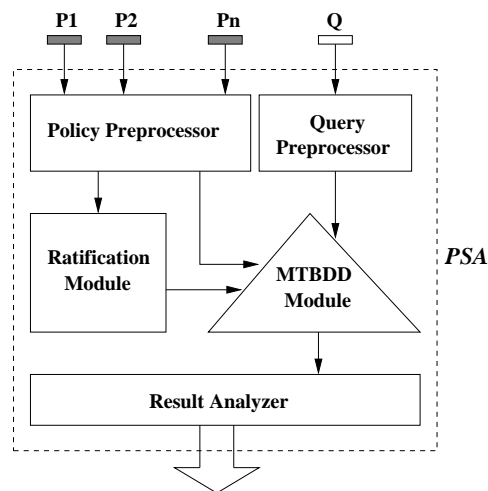 P1 P2 Pn Q
Policy Preprocessor
Query
Preprocessor
Ratification
Module
MTBDD
Module
PSA
Result Analyzer